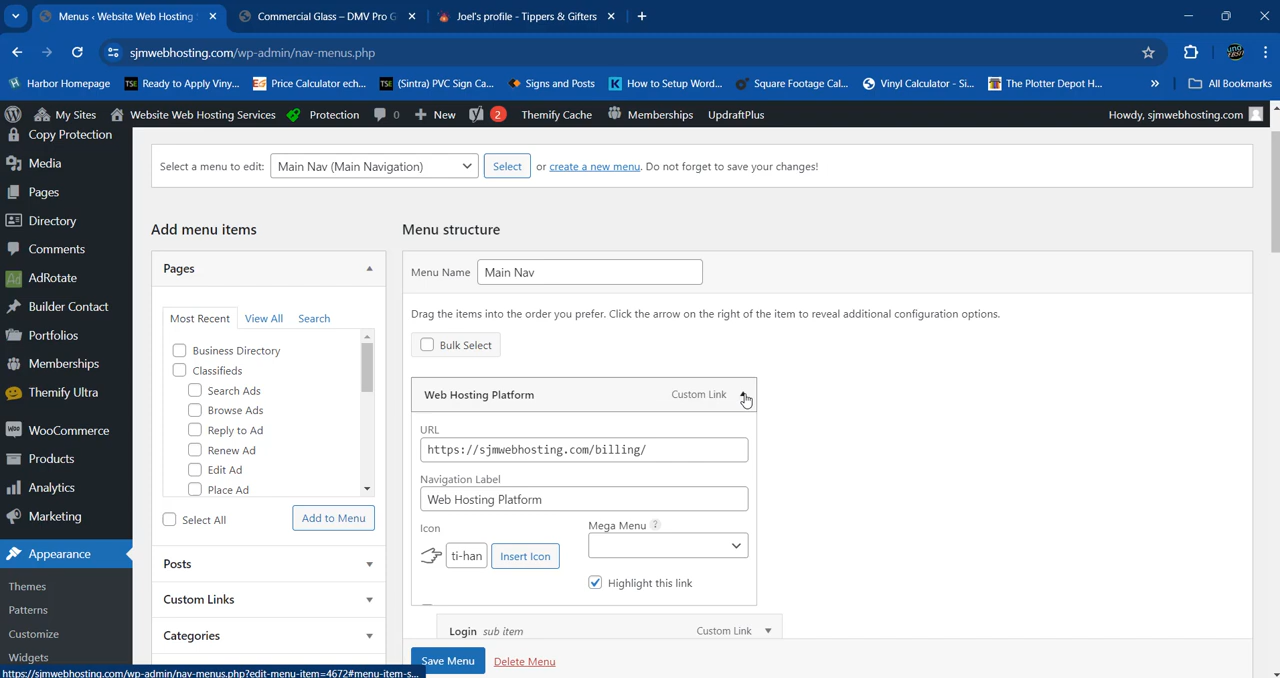 Menus ‹ Website Web Hosting
Commercial Glass – DMV Pro G
Joel's profile - Tippers & Gifters
sjmwebhosting.com/wp-admin/nav-menus.php
Harbor Homepage
TSE Ready to Apply Viny...
Price Calculator ech...
TSE (Sintra) PVC Sign Ca...
Signs and Posts
How to Setup Word...
Square Footage Cal...
Vinyl Calculator - Si...
The Plotter Depot H...
»
All Bookmarks
My Sites
Website Web Hosting Services
Protection
0
New
2
Themify Cache
Memberships
UpdraftPlus
Howdy, sjmwebhosting.com
Copy Protection
Media
Pages
Directory
Comments
AdRotate
Builder Contact
Portfolios
Memberships
Themify Ultra
WooCommerce
Products
Analytics
Marketing
Appearance
Themes
Patterns
Customize
Widgets
Select a menu to edit: Main Nav (Main Navigation) Select or create a new menu. Do not forget to save your changes!
Add menu items
Pages
Most Recent View All Search
Business Directory
Classifieds
Search Ads
Browse Ads
Reply to Ad
Renew Ad
Edit Ad
Place Ad
Select All
Add to Menu
Posts
Custom Links
Categories
Menu structure
Menu Name Main Nav
Drag the items into the order you prefer. Click the arrow on the right of the item to reveal additional configuration options.
Bulk Select
Web Hosting Platform Custom Link
URL
https://sjmwebhosting.com/billing/
Navigation Label
Web Hosting Platform
Icon
ti-han Insert Icon
Mega Menu ?
Highlight this link
Login sub item Custom Link
Save Menu Delete Menu
https://sjmwebhosting.com/wp-admin/nav-menus.php?edit-menu-item=4672#menu-item-s...